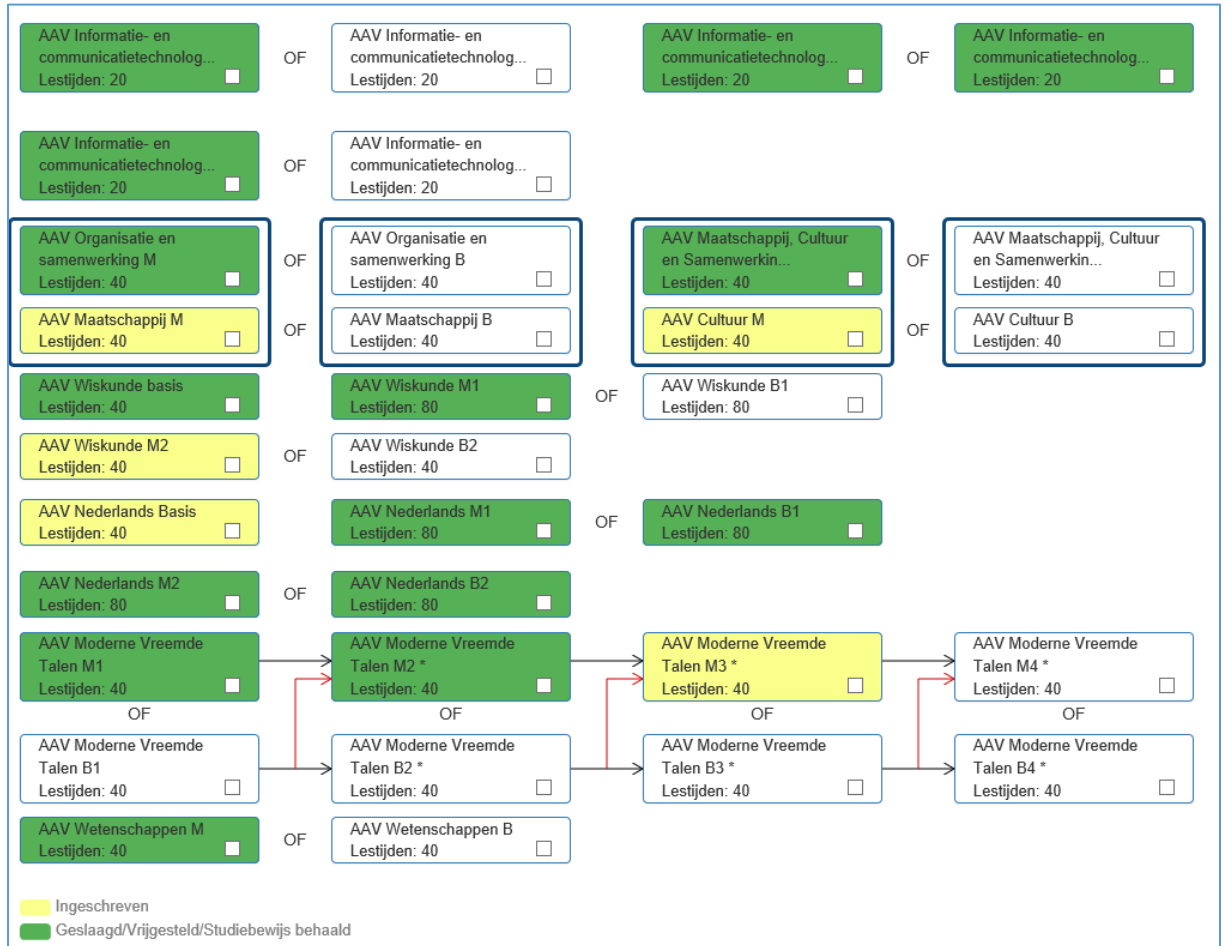 AAV Informatie- en
communicatietechnolog...
Lestijden: 20
OF
AAV Informatie- en
communicatietechnolog...
Lestijden: 20
AAV Informatie- en
communicatietechnolog...
Lestijden: 20
OF
AAV Informatie- en
communicatietechnolog...
Lestijden: 20
AAV Informatie- en
communicatietechnolog...
Lestijden: 20
OF
AAV Informatie- en
communicatietechnolog...
Lestijden: 20
AAV Organisatie en
samenwerking M
Lestijden: 40
OF
AAV Organisatie en
samenwerking B
Lestijden: 40
AAV Maatschappij, Cultuur
en Samenwerkin...
Lestijden: 40
OF
AAV Maatschappij, Cultuur
en Samenwerkin...
Lestijden: 40
AAV Maatschappij M
Lestijden: 40
OF
AAV Maatschappij B
Lestijden: 40
AAV Cultuur M
Lestijden: 40
OF
AAV Cultuur B
Lestijden: 40
AAV Wiskunde basis
Lestijden: 40
AAV Wiskunde M1
Lestijden: 80
OF
AAV Wiskunde B1
Lestijden: 80
AAV Wiskunde M2
Lestijden: 40
OF
AAV Wiskunde B2
Lestijden: 40
AAV Nederlands Basis
Lestijden: 40
AAV Nederlands M1
Lestijden: 80
OF
AAV Nederlands B1
Lestijden: 80
AAV Nederlands M2
Lestijden: 80
OF
AAV Nederlands B2
Lestijden: 80
AAV Moderne Vreemde
Talen M1
Lestijden: 40
AAV Moderne Vreemde
Talen M2 *
Lestijden: 40
AAV Moderne Vreemde
Talen M3 *
Lestijden: 40
AAV Moderne Vreemde
Talen M4 *
Lestijden: 40
OF
OF
OF
OF
AAV Moderne Vreemde
Talen B1
Lestijden: 40
AAV Moderne Vreemde
Talen B2 *
Lestijden: 40
AAV Moderne Vreemde
Talen B3 *
Lestijden: 40
AAV Moderne Vreemde
Talen B4 *
Lestijden: 40
AAV Wetenschappen M
Lestijden: 40
OF
AAV Wetenschappen B
Lestijden: 40
Ingeschreven
Geslaagd/Vrijgesteld/Studiebewijs behaald